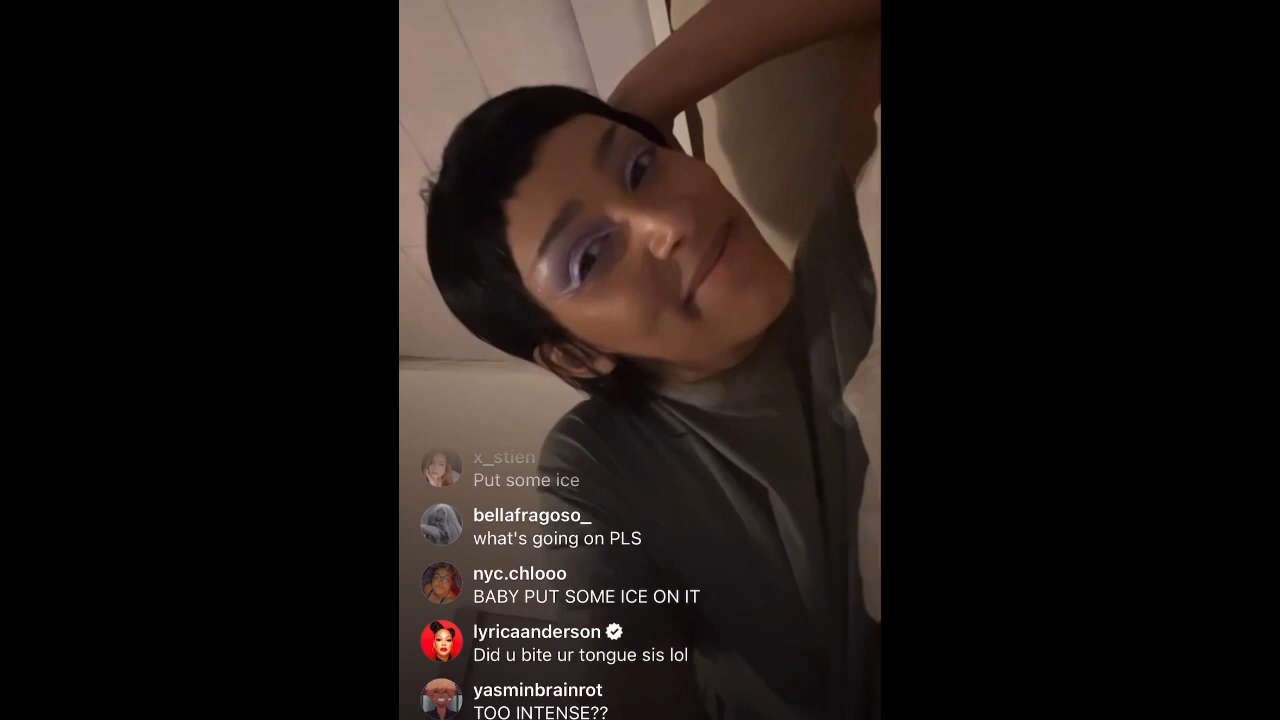 x_stien
Put some ice
bellafragoso_
what's going on PLS
nyc.chlooo
BABY PUT SOME ICE ON IT
lyricaanderson
Did u bite ur tongue sis lol
yasminbrainrot
TOO INTENSE??